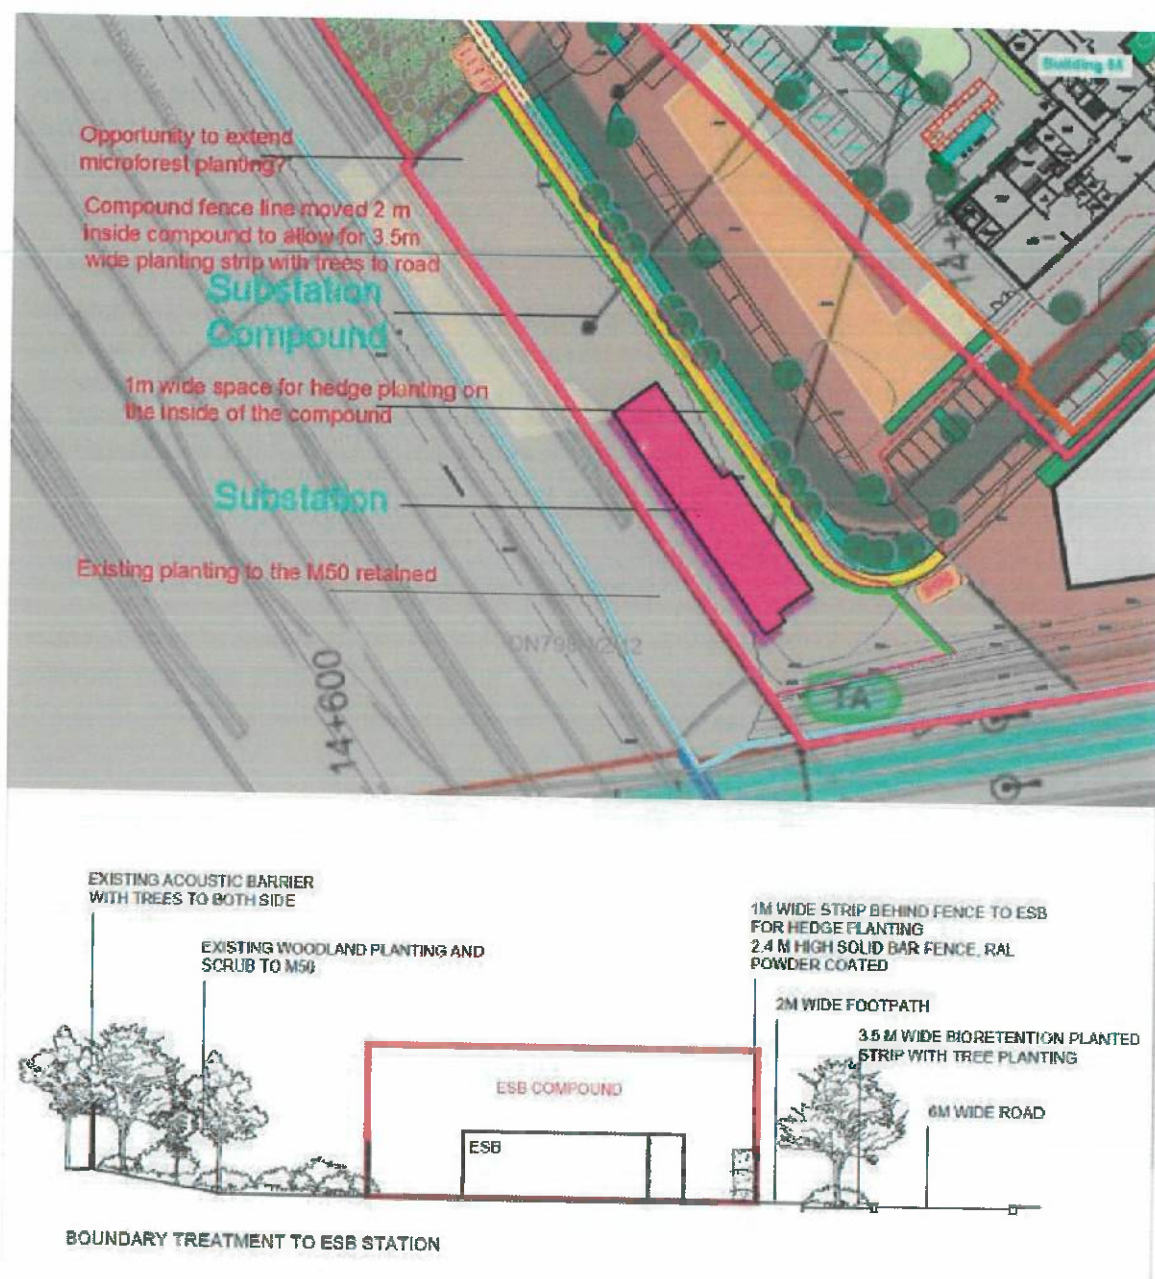 Building M
Opportunity to extend
microforest planting?
Compound fence line moved 2 m
inside compound to allow for 3.5m
wide planting strip with trees to road
Substation
Compound
1m wide space for hedge planting on
the inside of the compound
Substation
Existing planting to the M50 retained
14+600
TA
EXISTING ACOUSTIC BARRIER
WITH TREES TO BOTH SIDE
EXISTING WOODLAND PLANTING AND
SCRUB TO M50
1M WIDE STRIP BEHIND FENCE TO ESB
FOR HEDGE PLANTING
2.4 M HIGH SOLID BAR FENCE, RAL
POWDER COATED
2M WIDE FOOTPATH
3.5 M WIDE BIORETENTION PLANTED
STRIP WITH TREE PLANTING
6M WIDE ROAD
ESB COMPOUND
ESB
BOUNDARY TREATMENT TO ESB STATION